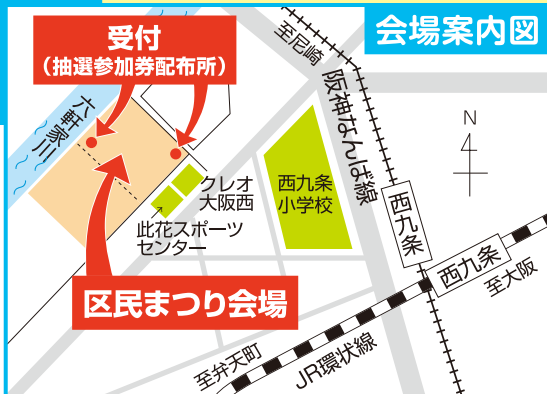 会場案内図
受付
（抽選参加券配布所）
至尼崎
阪神なんば線
六軒家川
N
クレオ
大阪西
西九条
小学校
此花スポーツ
センター
西九条
西九条
至大阪
区民まつり会場
至弁天町
JR環状線